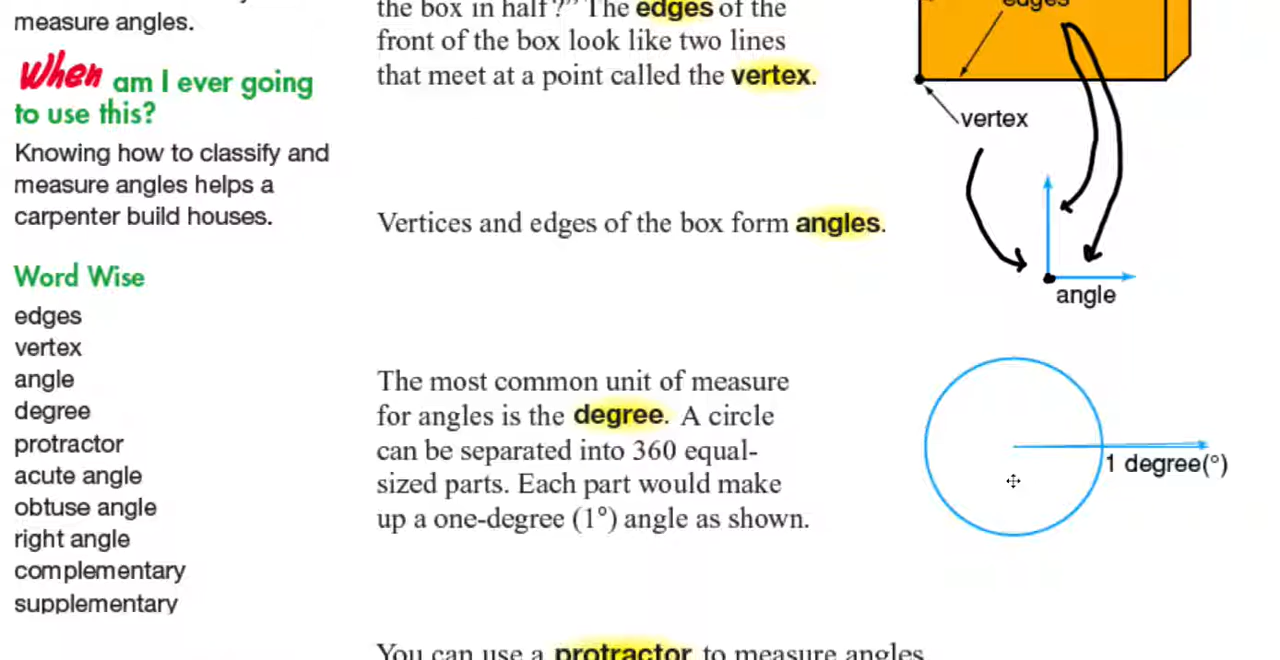 measure angles.
When am I ever going
to use this?
Knowing how to classify and
measure angles helps a
carpenter build houses.
Word Wise
edges
vertex
angle
degree
protractor
acute angle
obtuse angle
right angle
complementary
supplementary
the box in half?” The edges of the
front of the box look like two lines
that meet at a point called the vertex.
Vertices and edges of the box form angles.
The most common unit of measure
for angles is the degree. A circle
can be separated into 360 equal-
sized parts. Each part would make
up a one-degree (1°) angle as shown.
You can use a protractor to measure angles
edges
vertex
angle
1 degree(°)